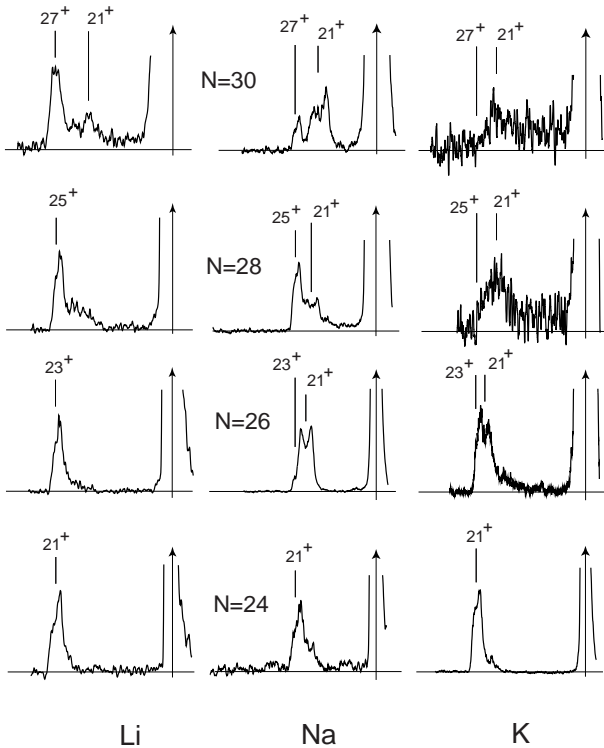 27⁺ 21⁺ 27⁺ 21⁺ 27⁺ 21⁺
N=30
25⁺ 25⁺ 21⁺ 25⁺ 21⁺
N=28
23⁺ 23⁺ 21⁺ 23⁺ 21⁺
N=26
21⁺ 21⁺ 21⁺
N=24
Li Na K